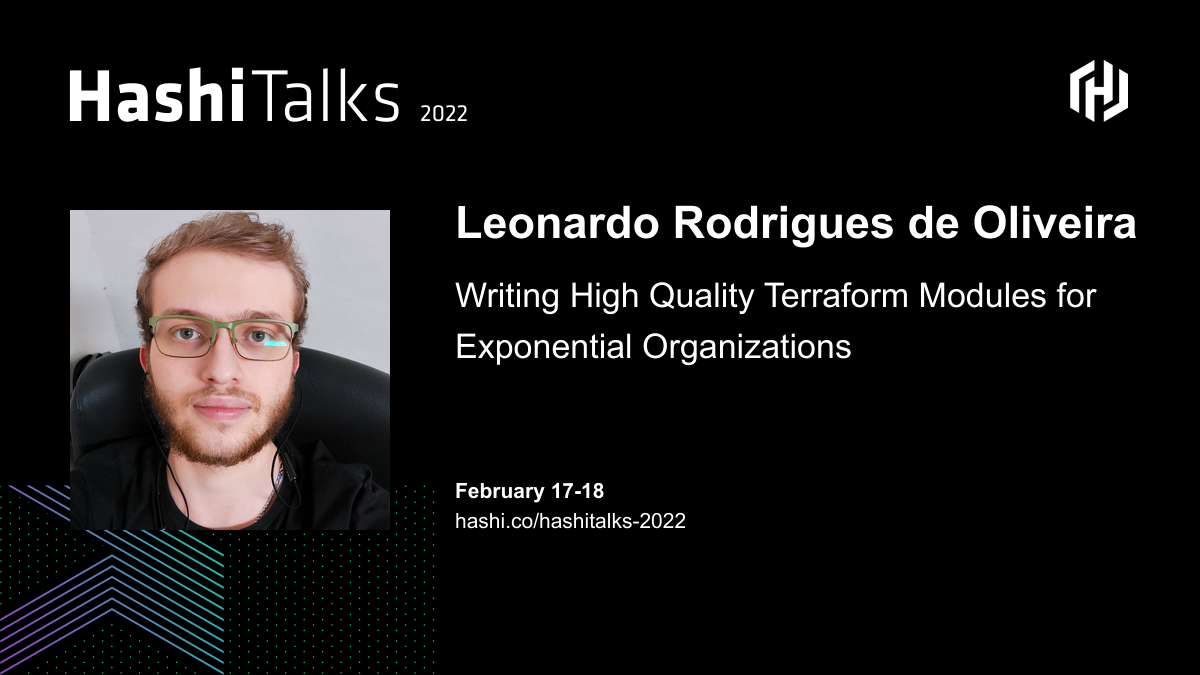 HashiTalks 2022
Leonardo Rodrigues de Oliveira
Writing High Quality Terraform Modules for
Exponential Organizations
February 17-18
hashi.co/hashitalks-2022